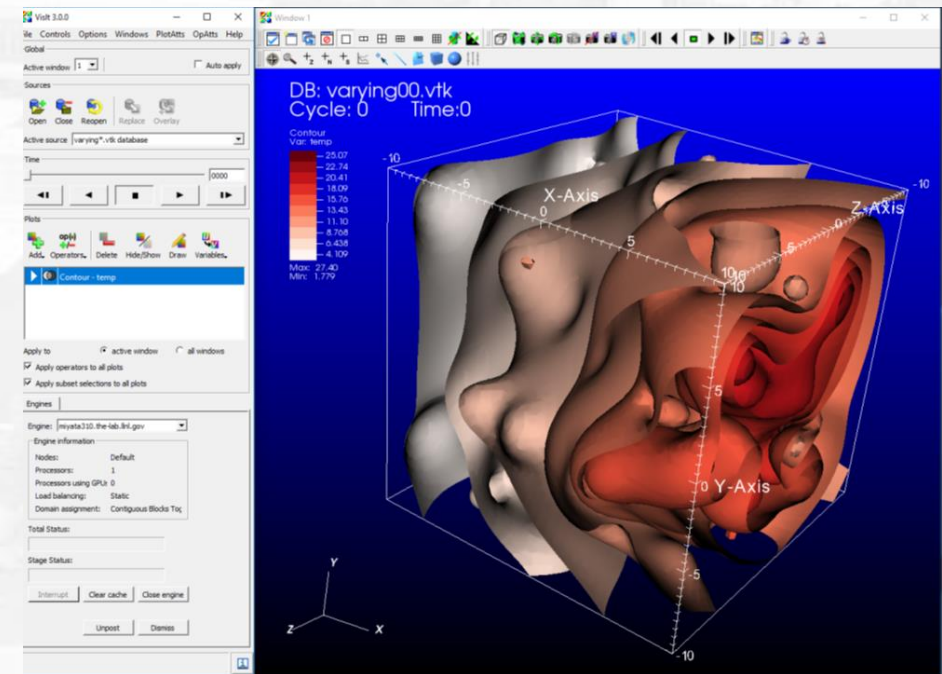 VisIt 3.0.0
ile Controls Options Windows PlotAtts OpAtts Help
Global
Active window 1
Auto apply
Sources
Open Close Reopen Replace Overlay
Active source varying*.vtk database
Time
0000
Plots
Add. Operators. Delete Hide/Show Draw Variables.
Contour - temp
Apply to active window all windows
Apply operators to all plots
Apply subset selections to all plots
Engines
Engine: miyata310.the-lab.llnl.gov
Engine information
Nodes: Default
Processors: 1
Processors using GPUs 0
Load balancing: Static
Domain assignment: Contiguous Blocks Tog
Total Status:
Stage Status:
Interrupt Clear cache Close engine
Unpost Dismiss
Window 1
DB: varying00.vtk
Cycle: 0 Time:0
Contour
Var: temp
25.07
22.74
20.41
18.09
15.76
13.43
11.10
8.768
6.438
4.109
Max: 27.40
Min: 1.779
-10
-5
X-Axis
0
5
10
-10
Z-Axis
-5
0
5
10
10
5
0 Y-Axis
-5
-10
Y
Z
X